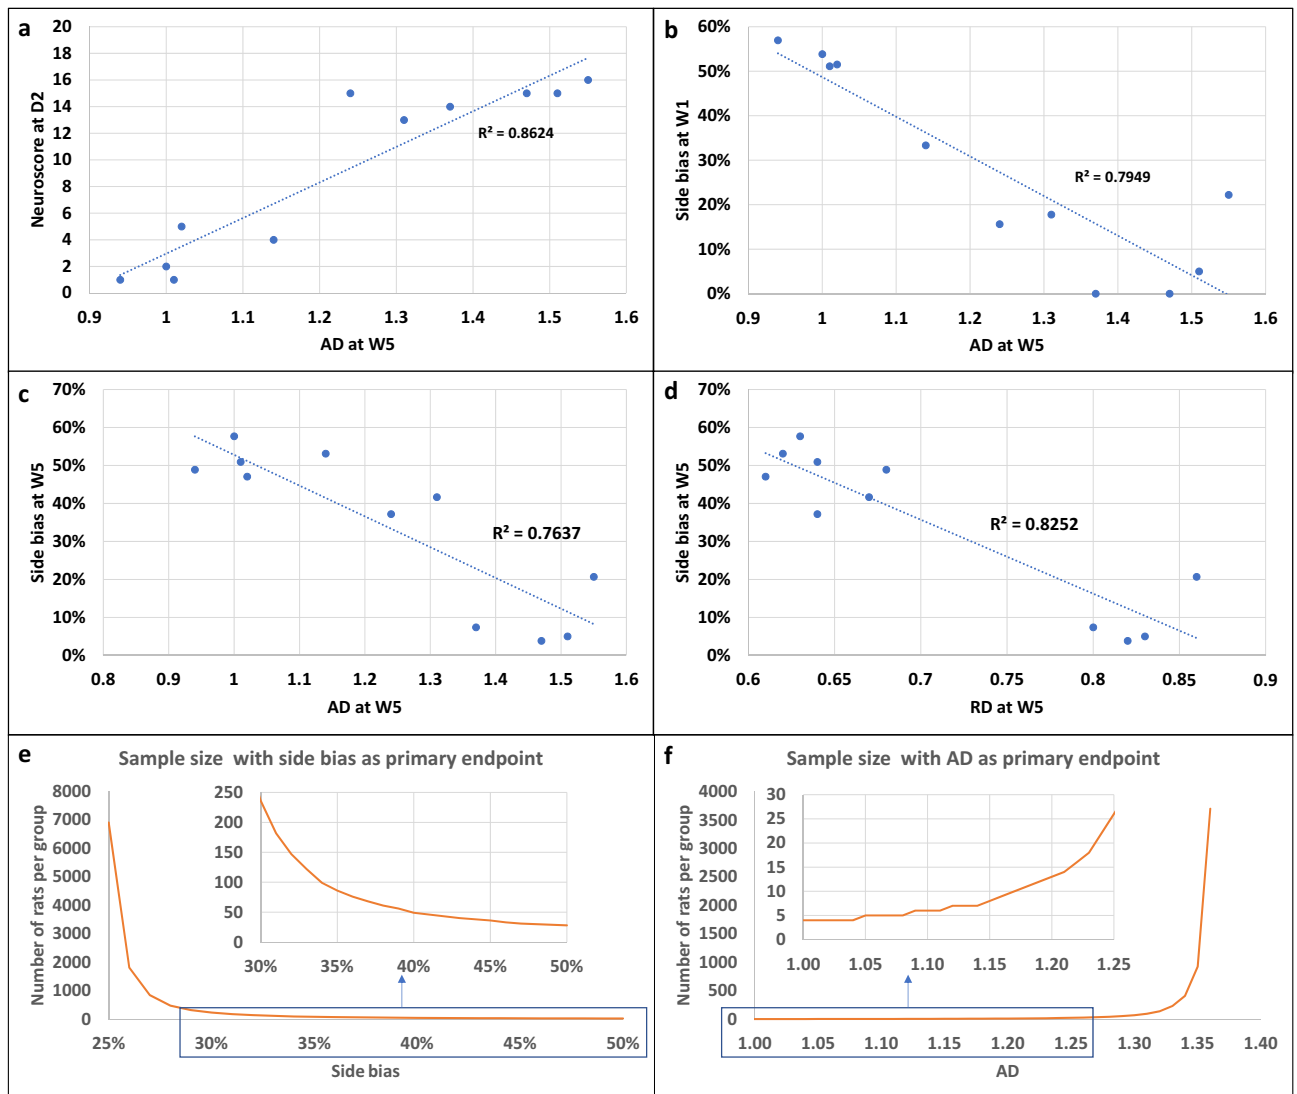 a
20
18
16
14
12
10
8
6
4
2
0
Neuroscore at D2
R² = 0.8624
0.9 1 1.1 1.2 1.3 1.4 1.5 1.6
AD at W5
b
60%
50%
40%
30%
20%
10%
0%
Side bias at W1
R² = 0.7949
0.9 1 1.1 1.2 1.3 1.4 1.5 1.6
AD at W5
c
70%
60%
50%
40%
30%
20%
10%
0%
Side bias at W5
R² = 0.7637
0.8 0.9 1 1.1 1.2 1.3 1.4 1.5 1.6
AD at W5
d
70%
60%
50%
40%
30%
20%
10%
0%
Side bias at W5
R² = 0.8252
0.6 0.65 0.7 0.75 0.8 0.85 0.9
RD at W5
e
Sample size with side bias as primary endpoint
8000
7000
6000
5000
4000
3000
2000
1000
0
Number of rats per group
250
200
150
100
50
0
30% 35% 40% 45% 50%
25% 30% 35% 40% 45% 50%
Side bias
f
Sample size with AD as primary endpoint
4000
3500
3000
2500
2000
1500
1000
500
0
Number of rats per group
30
25
20
15
10
5
0
1.00 1.05 1.10 1.15 1.20 1.25
1.00 1.05 1.10 1.15 1.20 1.25 1.30 1.35 1.40
AD